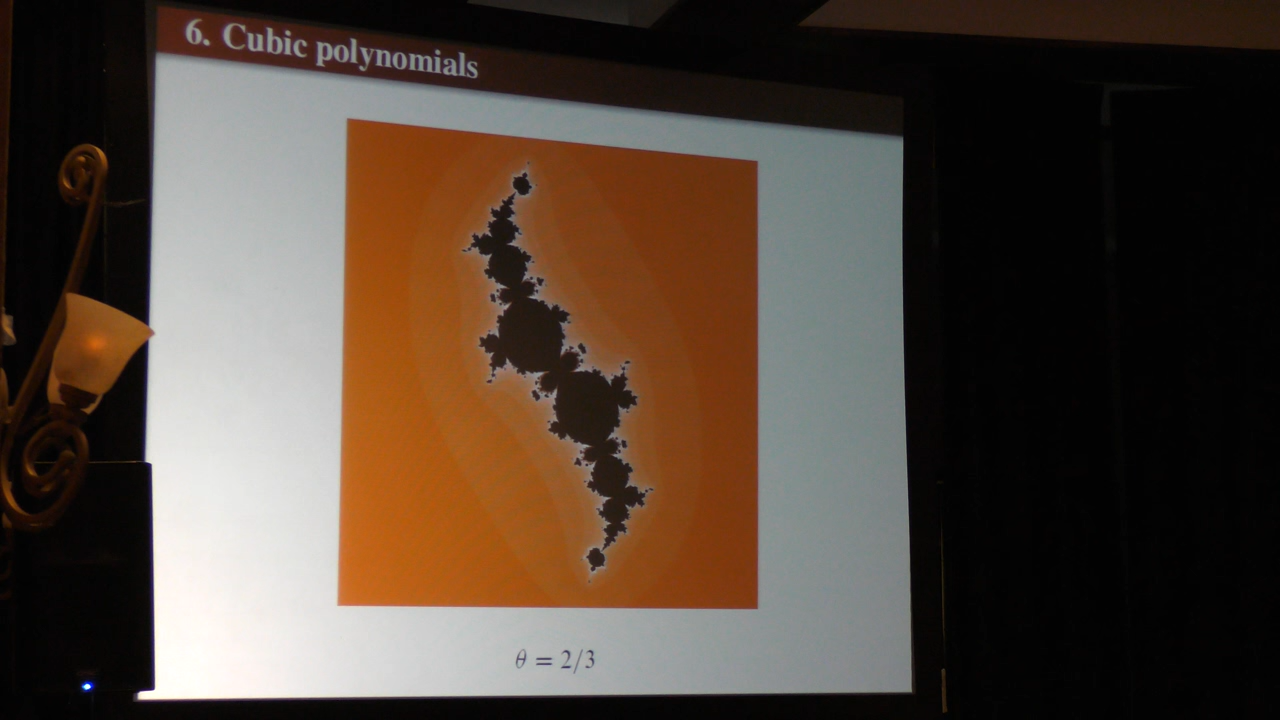 6. Cubic polynomials
θ = 2/3